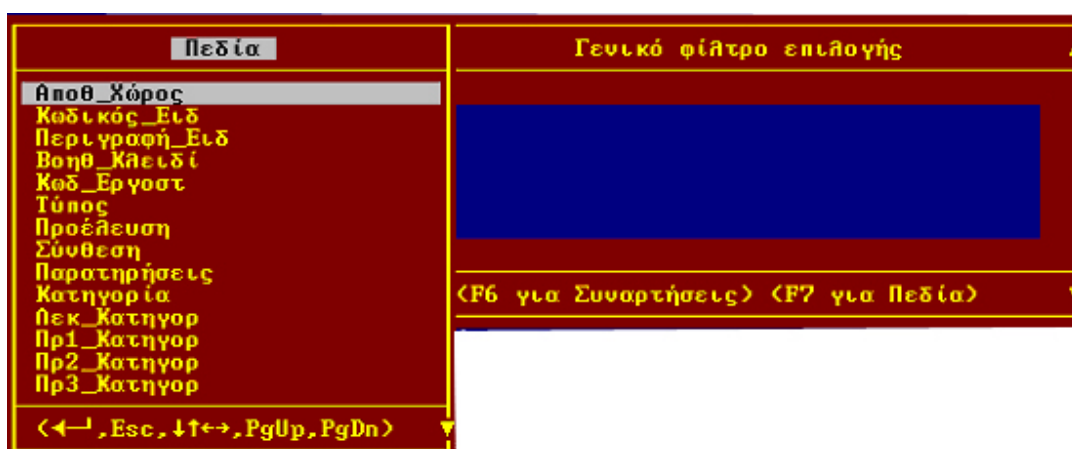 Πεδία
Αποθ_Χώρος
Κωδικός_Ειδ
Περιγραφή_Ειδ
Βοηθ_Κλειδί
Κωδ_Εργοστ
Τύπος
Προέλευση
Σύνθεση
Παρατηρήσεις
Κατηγορία
Λεκ_Κατηγορ
Πρ1_Κατηγορ
Πρ2_Κατηγορ
Πρ3_Κατηγορ
(◄─┘,Esc,↓↑↔→,PgUp,PgDn)
Γενικό φίλτρο επιλογής
(F6 για Συναρτήσεις) (F7 για Πεδία)